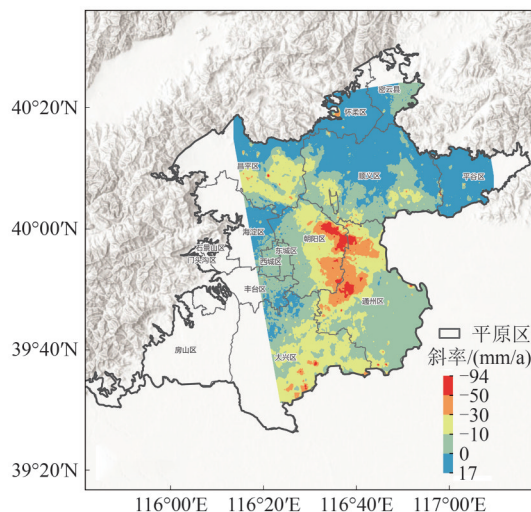 40°20′N
40°00′N
39°40′N
39°20′N
116°00′E
116°20′E
116°40′E
117°00′E
密云县
怀柔区
昌平区
顺义区
平谷区
海淀区
朝阳区
石景山区
门头沟区
东城区
西城区
丰台区
通州区
房山区
大兴区
平原区
斜率/(mm/a)
−94
−50
−30
−10
0
17